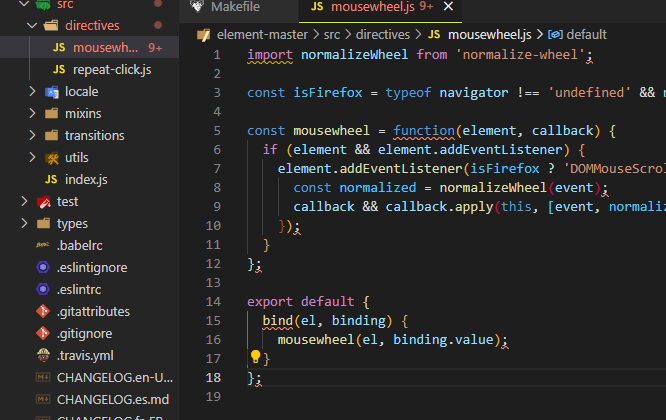 src
directives
JS mousewh... 9+
JS repeat-click.js
locale
mixins
transitions
utils
JS index.js
test
types
.babelrc
.eslintignore
.eslintrc
.gitattributes
.gitignore
.travis.yml
CHANGELOG.en-U...
CHANGELOG.es.md
Makefile
JS mousewheel.js 9+ ×
element-master > src > directives > JS mousewheel.js > default
1 import normalizeWheel from 'normalize-wheel';
2
3 const isFirefox = typeof navigator !== 'undefined' &&
4
5 const mousewheel = function(element, callback) {
6 if (element && element.addEventListener) {
7 element.addEventListener(isFirefox ? 'DOMMouseScrol
8 const normalized = normalizeWheel(event);
9 callback && callback.apply(this, [event, normaliz
10 });
11 }
12 };
13
14 export default {
15 bind(el, binding) {
16 mousewheel(el, binding.value);
17 }
18 };
19